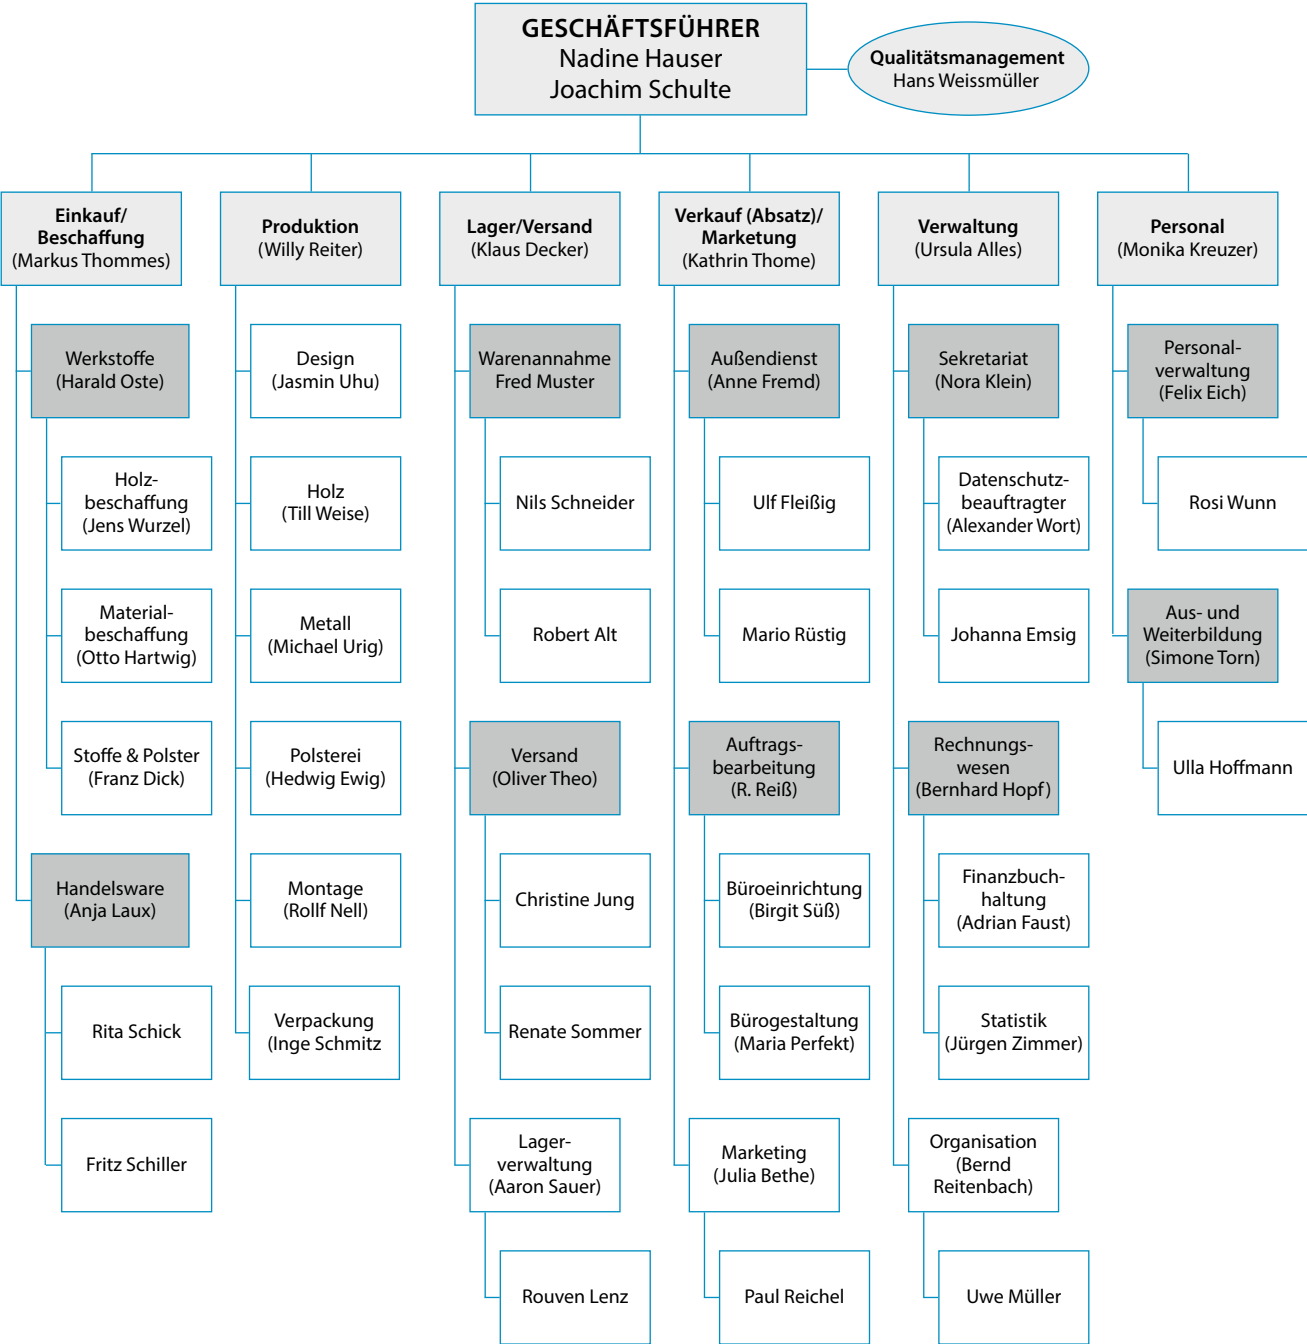 GESCHÄFTSFÜHRER
Nadine Hauser
Joachim Schulte
Qualitätsmanagement
Hans Weissmüller
Einkauf/
Beschaffung
(Markus Thommes)
Werkstoffe
(Harald Oste)
Holz-
beschaffung
(Jens Wurzel)
Material-
beschaffung
(Otto Hartwig)
Stoffe & Polster
(Franz Dick)
Handelsware
(Anja Laux)
Rita Schick
Fritz Schiller
Produktion
(Willy Reiter)
Design
(Jasmin Uhu)
Holz
(Till Weise)
Metall
(Michael Urig)
Polsterei
(Hedwig Ewig)
Montage
(Rollf Nell)
Verpackung
(Inge Schmitz
Lager/Versand
(Klaus Decker)
Warenannahme
Fred Muster
Nils Schneider
Robert Alt
Versand
(Oliver Theo)
Christine Jung
Renate Sommer
Lager-
verwaltung
(Aaron Sauer)
Rouven Lenz
Verkauf (Absatz)/
Marketung
(Kathrin Thome)
Außendienst
(Anne Fremd)
Ulf Fleißig
Mario Rüstig
Auftrags-
bearbeitung
(R. Reiß)
Büroeinrichtung
(Birgit Süß)
Bürogestaltung
(Maria Perfekt)
Marketing
(Julia Bethe)
Paul Reichel
Verwaltung
(Ursula Alles)
Sekretariat
(Nora Klein)
Datenschutz-
beauftragter
(Alexander Wort)
Johanna Emsig
Rechnungs-
wesen
(Bernhard Hopf)
Finanzbuch-
haltung
(Adrian Faust)
Statistik
(Jürgen Zimmer)
Organisation
(Bernd
Reitenbach)
Uwe Müller
Personal
(Monika Kreuzer)
Personal-
verwaltung
(Felix Eich)
Rosi Wunn
Aus- und
Weiterbildung
(Simone Torn)
Ulla Hoffmann